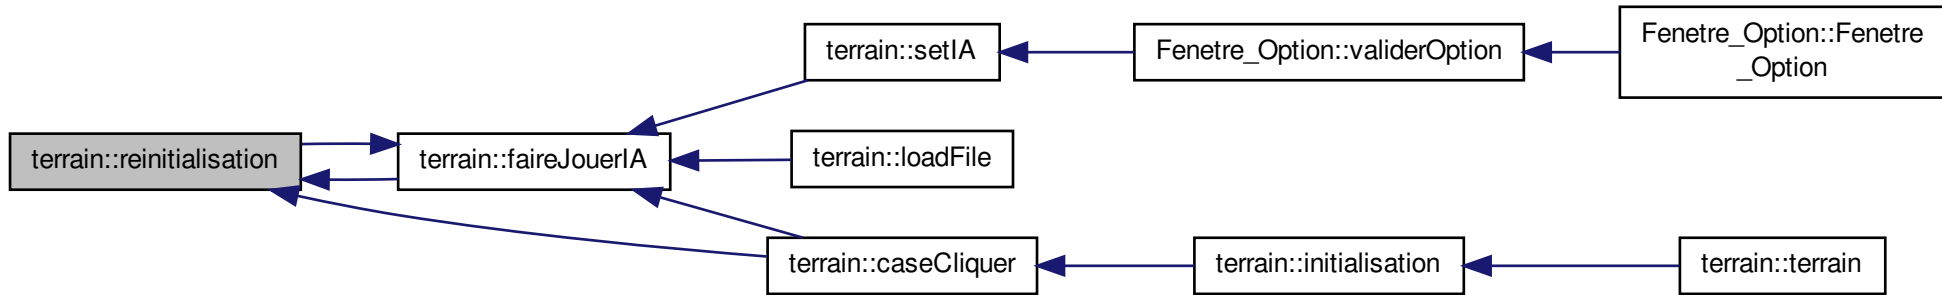 terrain::setIA
Fenetre_Option::validerOption
Fenetre_Option::Fenetre
_Option
terrain::reinitialisation
terrain::faireJouerIA
terrain::loadFile
terrain::caseCliquer
terrain::initialisation
terrain::terrain